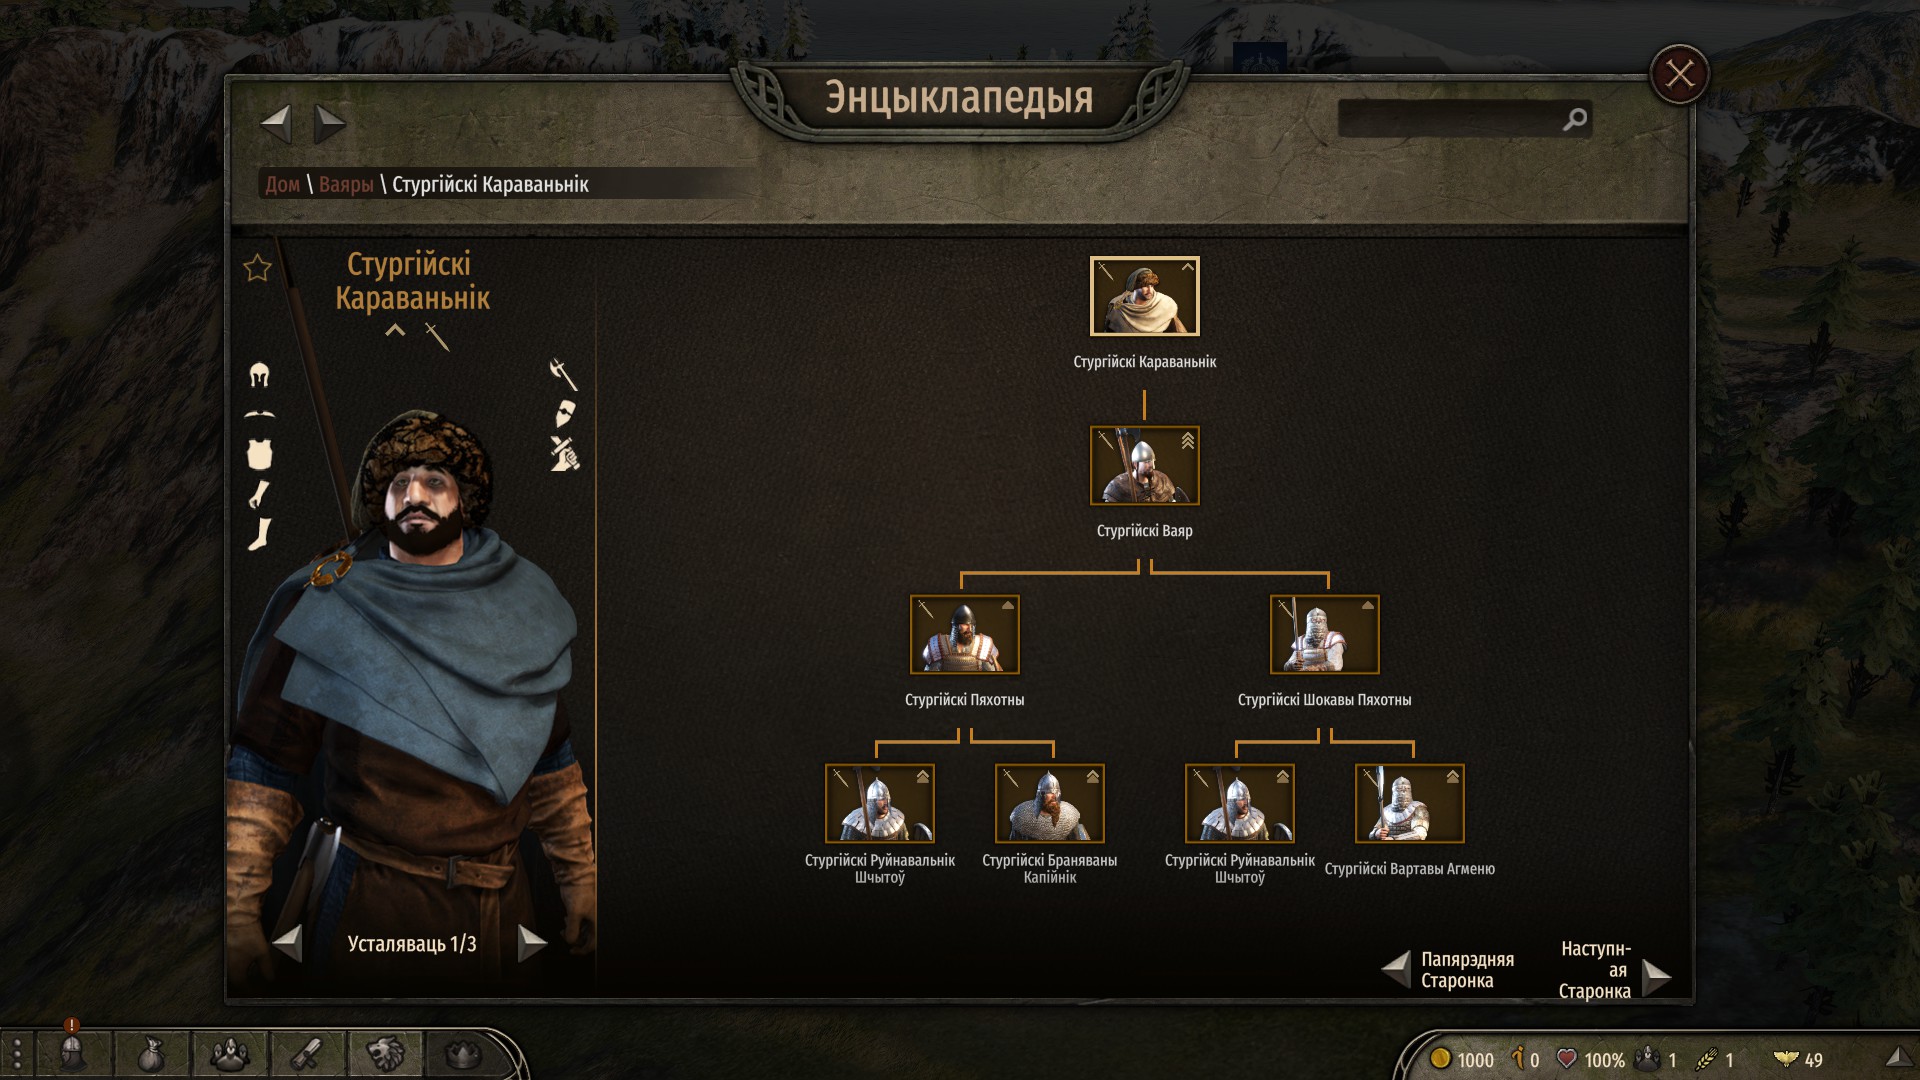 Энцыклапедыя
Дом \ Ваяры \ Стургійскі Караваньнік
Стургійскі
Караваньнік
Стургійскі Караваньнік
Стургійскі Ваяр
Стургійскі Пяхотны
Стургійскі Шокавы Пяхотны
Стургійскі Руйнавальнік
Шчытоў
Стургійскі Браняваны
Капійнік
Стургійскі Руйнавальнік
Шчытоў
Стургійскі Вартавы Агменю
Усталяваць 1/3
Папярэдняя
Старонка
Наступн-
ая
Старонка
!
1000 0 100% 1 1 49